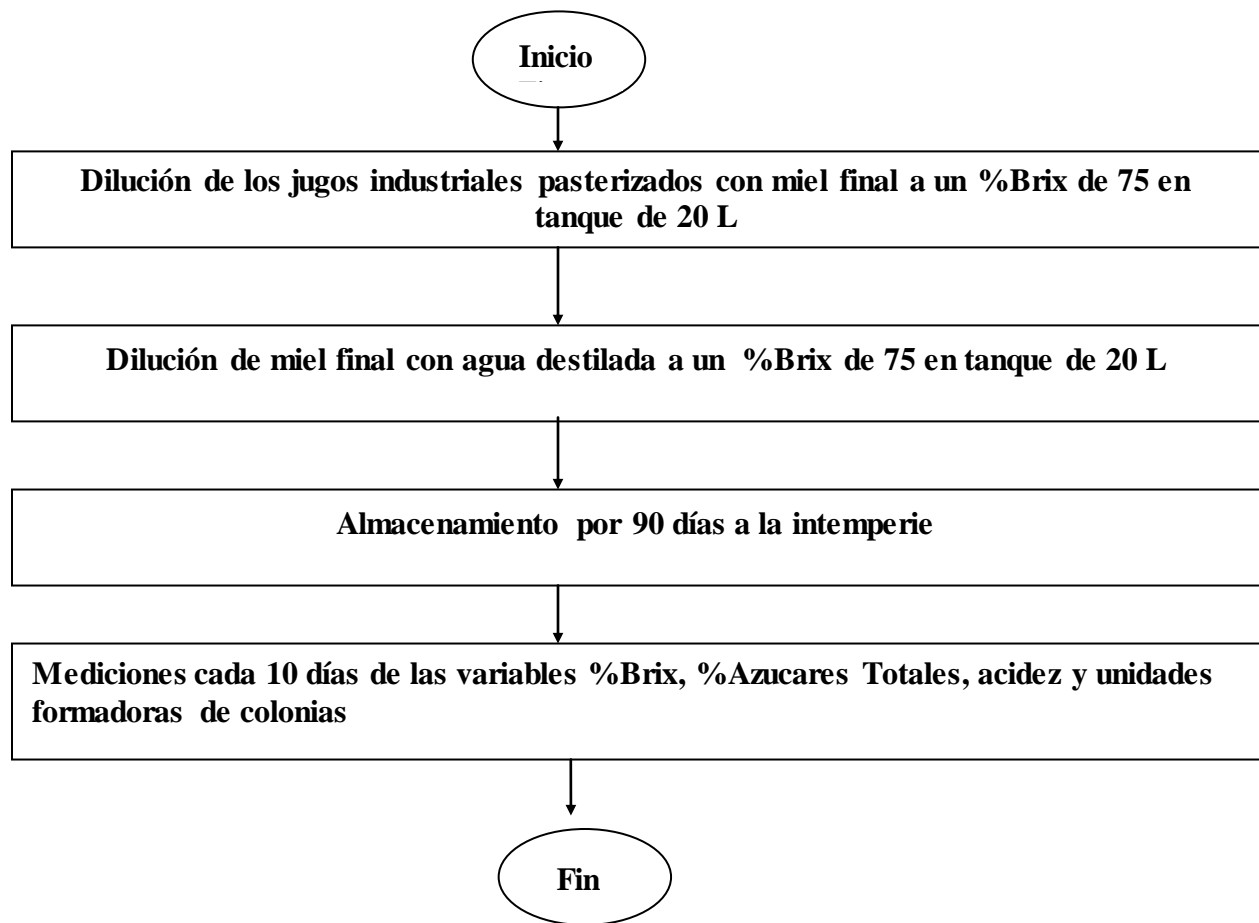 Inicio
Dilución de los jugos industriales pasterizados con miel final a un %Brix de 75 en
tanque de 20 L
Dilución de miel final con agua destilada a un %Brix de 75 en tanque de 20 L
Almacenamiento por 90 días a la intemperie
Mediciones cada 10 días de las variables %Brix, %Azucares Totales, acidez y unidades
formadoras de colonias
Fin